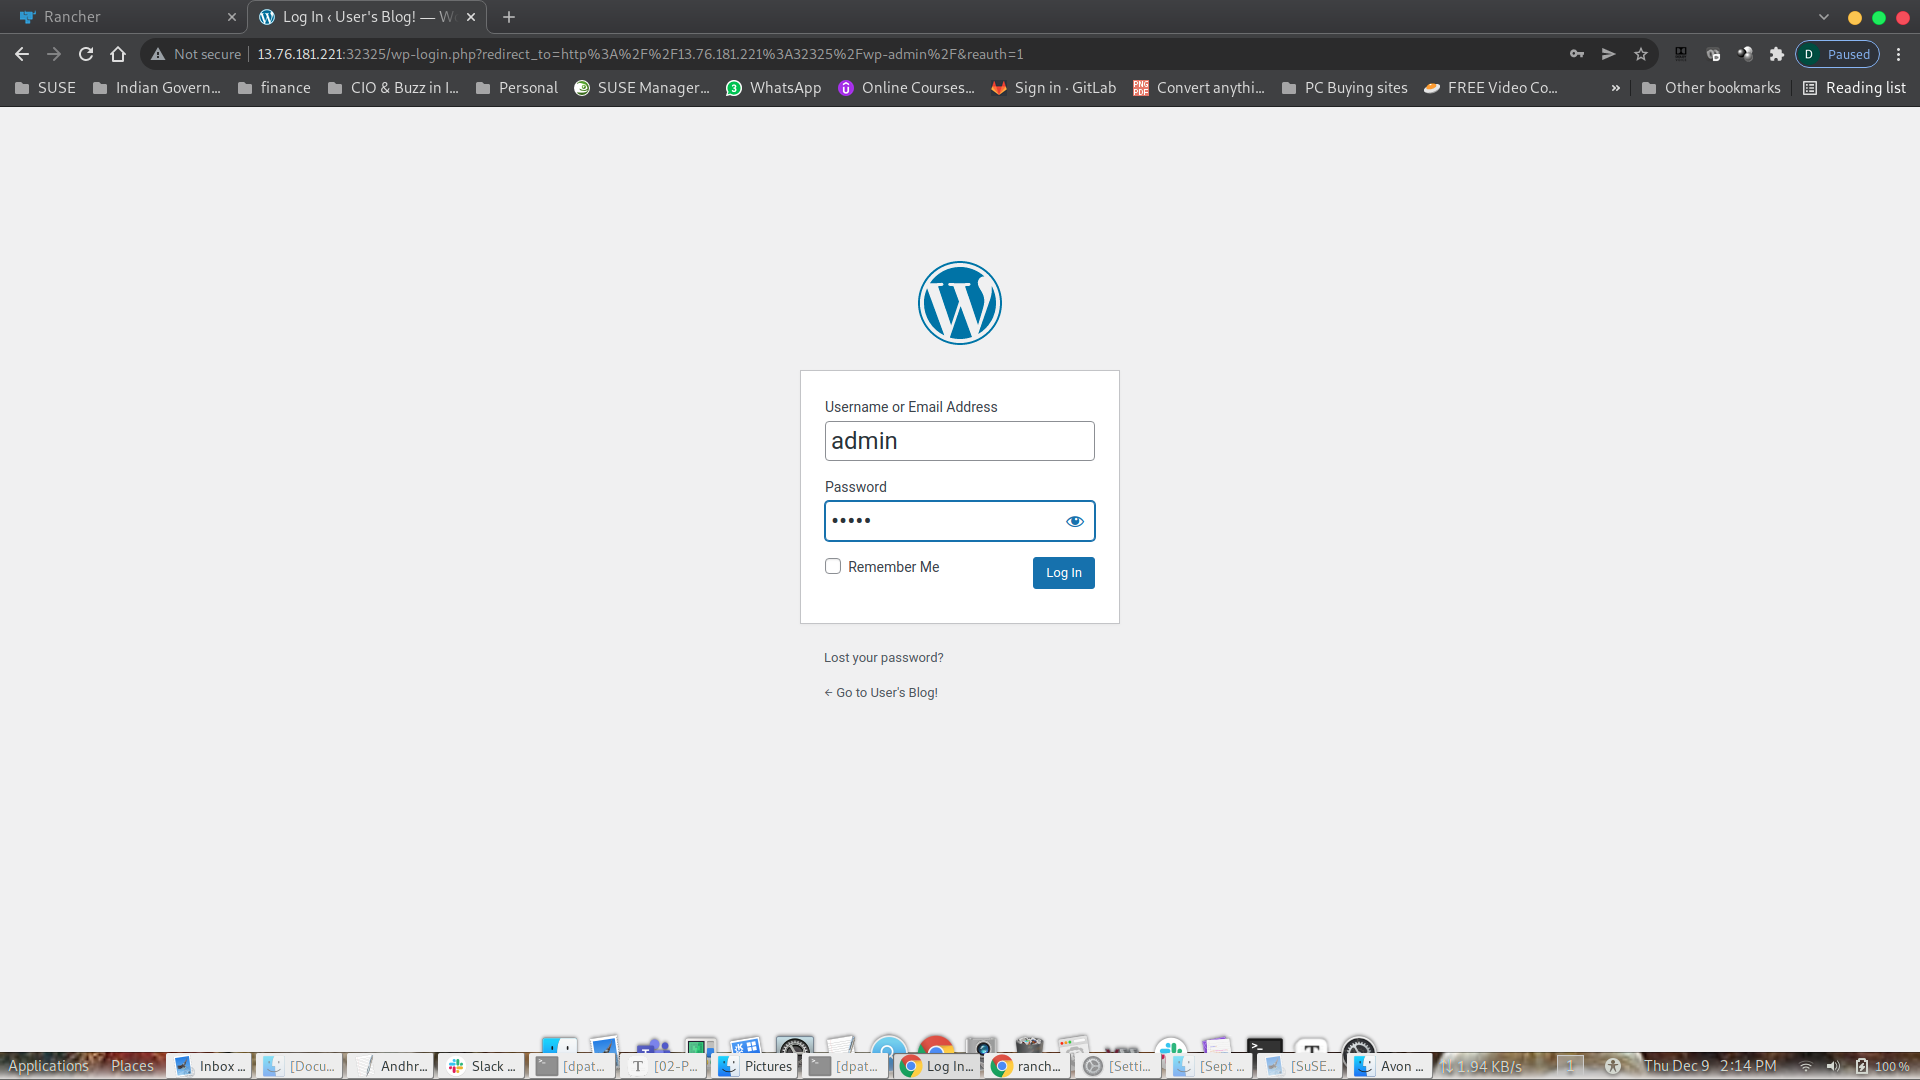 Rancher
Log In ‹ User's Blog! — Wo
Not secure
13.76.181.221:32325/wp-login.php?redirect_to=http%3A%2F%2F13.76.181.221%3A32325%2Fwp-admin%2F&reauth=1
D Paused
SUSE
Indian Govern...
finance
CIO & Buzz in I...
Personal
SUSE Manager...
WhatsApp
Online Courses...
Sign in · GitLab
Convert anythi...
PC Buying sites
FREE Video Co...
»
Other bookmarks
Reading list
Username or Email Address
admin
Password
•••••
Remember Me
Log In
Lost your password?
← Go to User's Blog!
Applications
Places
Inbox ...
[Docu...
Andhr...
Slack ...
[dpat...
[02-P...
Pictures
[dpat...
Log In...
ranch...
[Setti...
[Sept ...
[SuSE...
Avon ...
1.94 KB/s
1
Thu Dec 9 2:14 PM
100 %